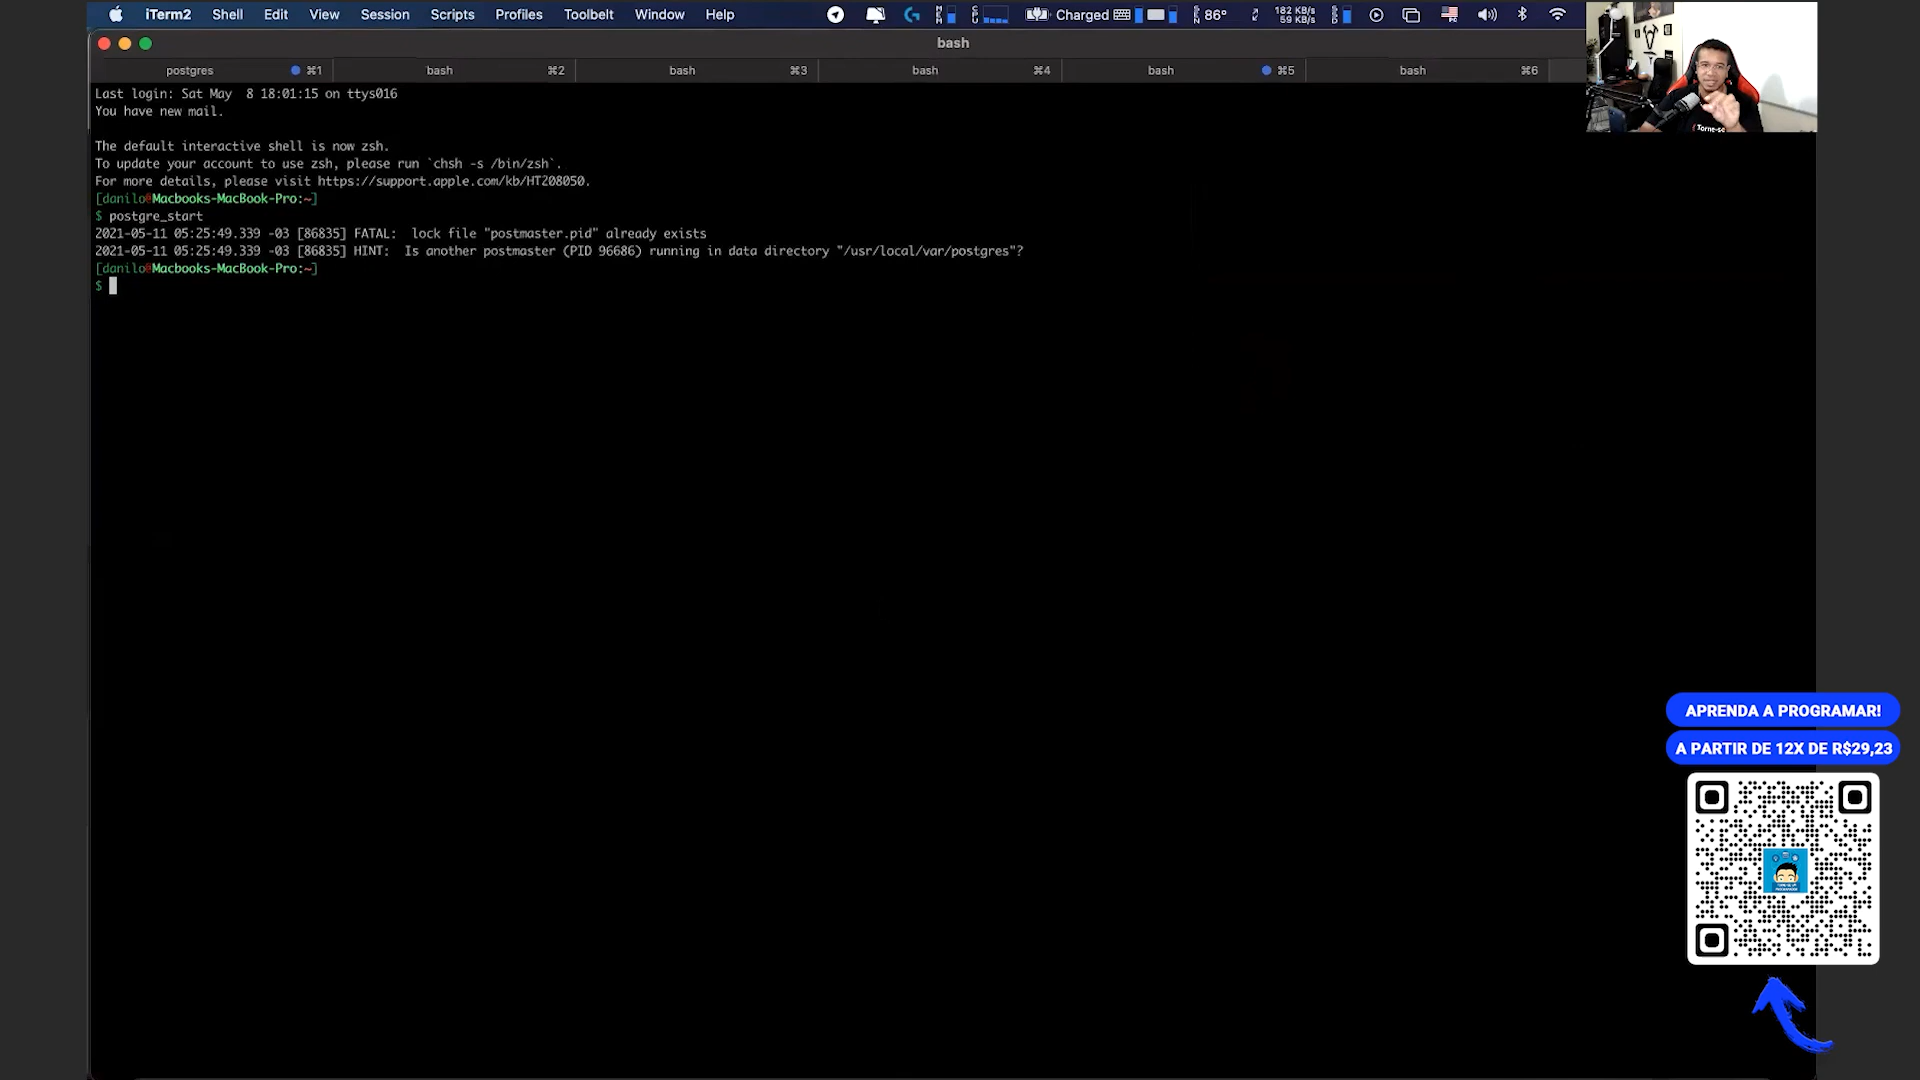 iTerm2 Shell Edit View Session Scripts Profiles Toolbelt Window Help Charged 86° 182 KB/s 59 KB/s
bash
postgres ⌘1 bash ⌘2 bash ⌘3 bash ⌘4 bash ⌘5 bash ⌘6
Last login: Sat May  8 18:01:15 on ttys016
You have new mail.
The default interactive shell is now zsh.
To update your account to use zsh, please run `chsh -s /bin/zsh`.
For more details, please visit https://support.apple.com/kb/HT208050.
[danilo@Macbooks-MacBook-Pro:~]
$ postgre_start
2021-05-11 05:25:49.339 -03 [86835] FATAL:  lock file "postmaster.pid" already exists
2021-05-11 05:25:49.339 -03 [86835] HINT:  Is another postmaster (PID 96686) running in data directory "/usr/local/var/postgres"?
[danilo@Macbooks-MacBook-Pro:~]
$
APRENDA A PROGRAMAR!
A PARTIR DE 12X DE R$29,23